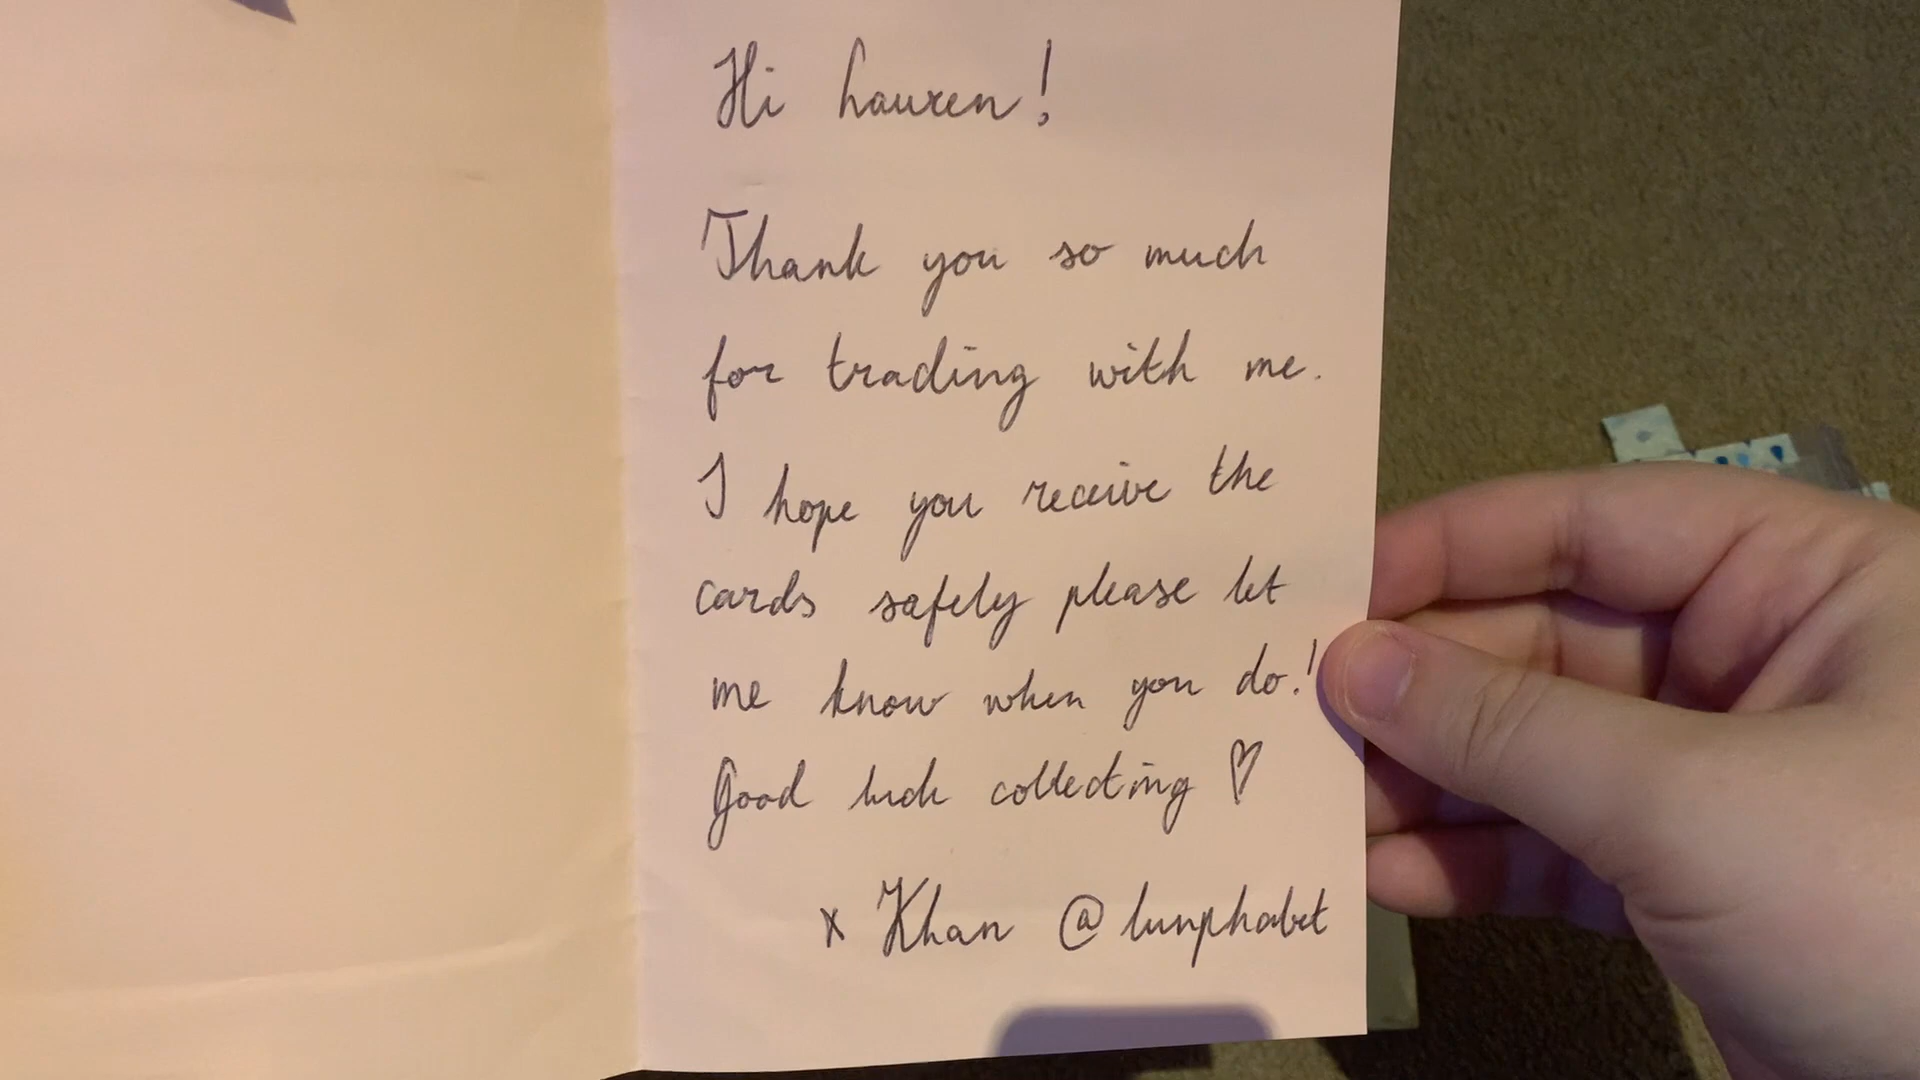 Hi Lauren!
Thank you so much
for trading with me.
I hope you receive the
cards safely please let
me know when you do!
Good luck collecting ♡
x Khan @lunphabet